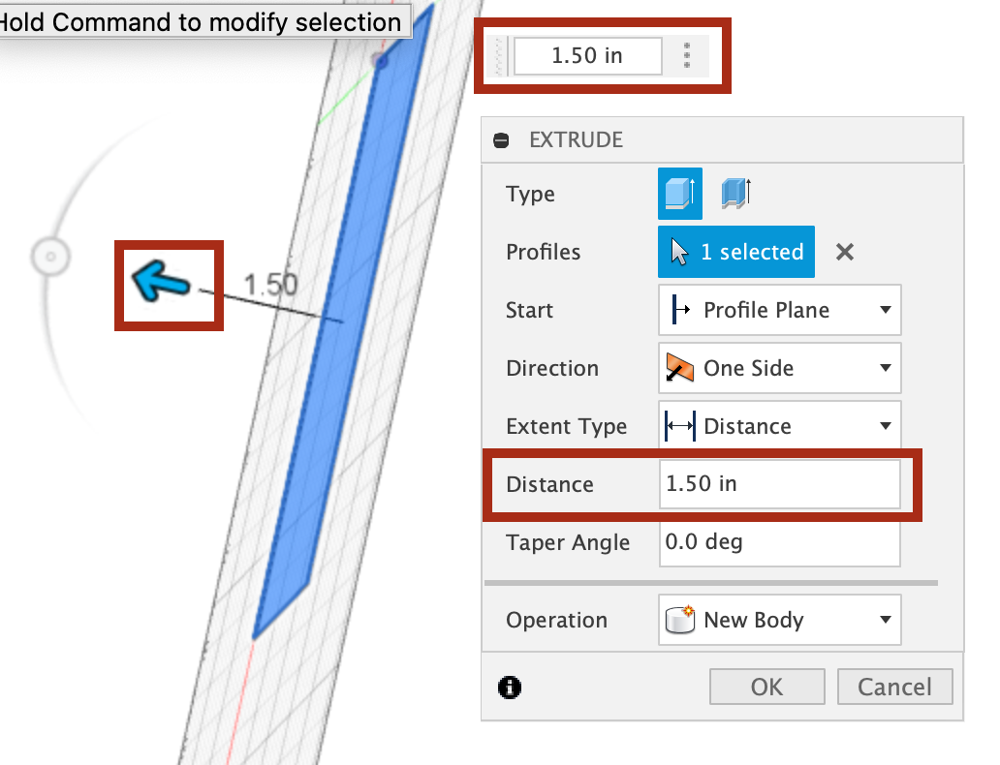 Hold Command to modify selection
1.50 in
EXTRUDE
Type
Profiles 1 selected
Start Profile Plane
Direction One Side
1.50
Extent Type Distance
Distance 1.50 in
Taper Angle 0.0 deg
Operation New Body
OK Cancel